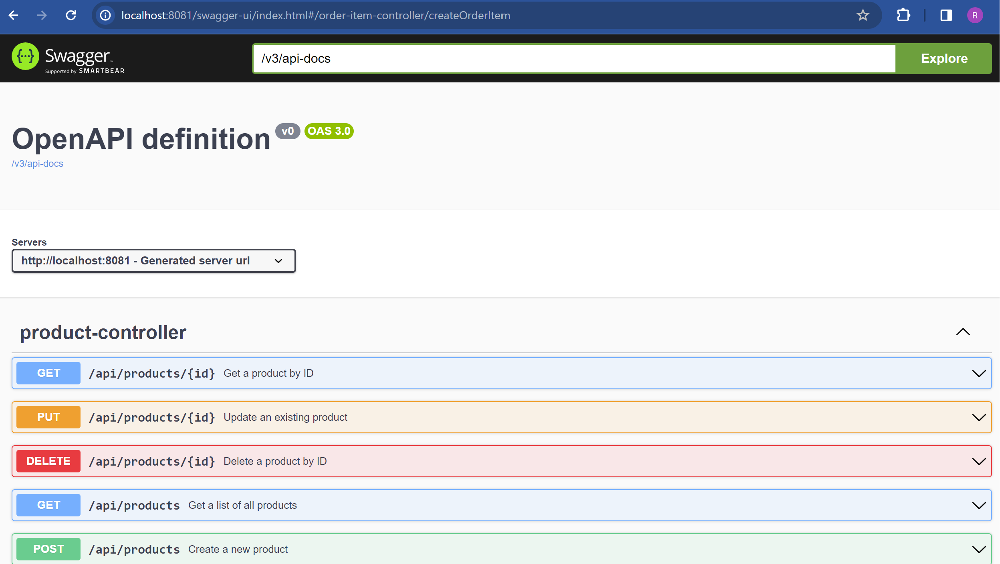 localhost:8081/swagger-ui/index.html#/order-item-controller/createOrderItem
R
{···} Swagger™
Supported by SMARTBEAR
/v3/api-docs
Explore
OpenAPI definition v0 OAS 3.0
/v3/api-docs
Servers
http://localhost:8081 - Generated server url
product-controller
GET /api/products/{id} Get a product by ID
PUT /api/products/{id} Update an existing product
DELETE /api/products/{id} Delete a product by ID
GET /api/products Get a list of all products
POST /api/products Create a new product